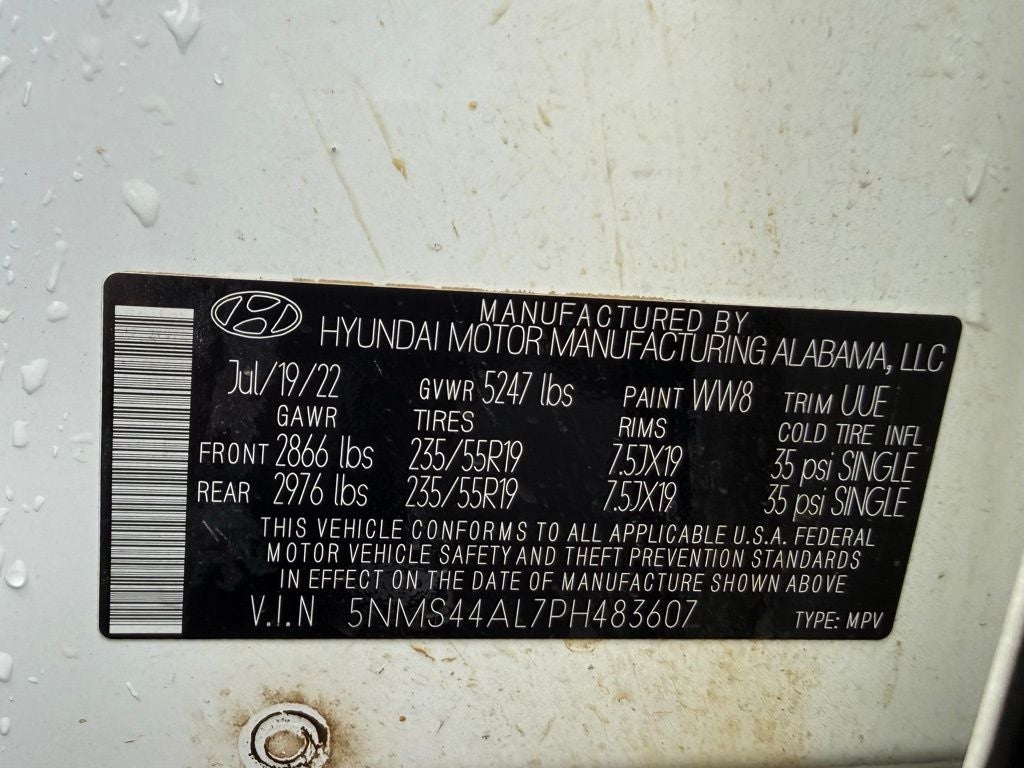 MANUFACTURED BY
HYUNDAI MOTOR MANUFACTURING ALABAMA, LLC
Jul/19/22 GVWR 5247 lbs PAINT WW8 TRIM UUE
GAWR TIRES RIMS COLD TIRE INFL
FRONT 2866 lbs 235/55R19 7.5JX19 35 psi SINGLE
REAR 2976 lbs 235/55R19 7.5JX19 35 psi SINGLE
THIS VEHICLE CONFORMS TO ALL APPLICABLE U.S.A. FEDERAL
MOTOR VEHICLE SAFETY AND THEFT PREVENTION STANDARDS
IN EFFECT ON THE DATE OF MANUFACTURE SHOWN ABOVE
V.I.N 5NMS44AL7PH483607 TYPE: MPV